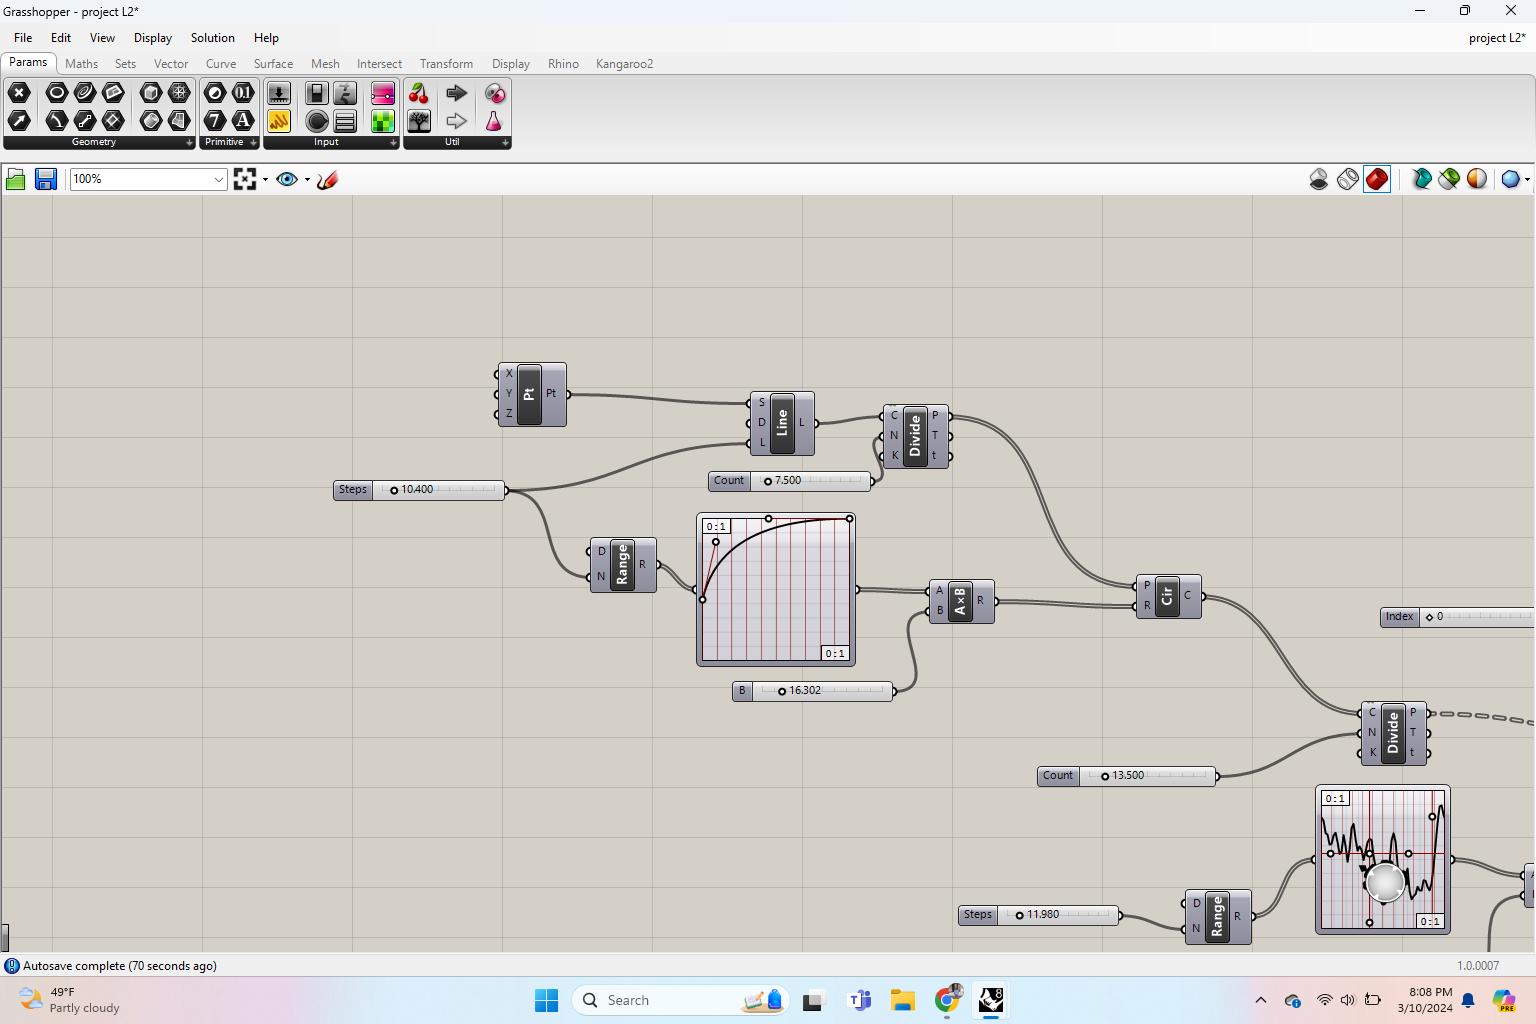 Grasshopper - project L2*
File Edit View Display Solution Help
project L2*
Params Maths Sets Vector Curve Surface Mesh Intersect Transform Display Rhino Kangaroo2
0.1
7 A
Geometry Primitive Input Util
100%
X
Y
Z
Pt
Pt
S
D
L
Line
L
C
N
K
Divide
P
T
t
Steps 10.400
Count 7.500
D
N
Range
R
0:1
0:1
A
B
A×B
R
P
R
Cir
C
Index 0
B 16.302
C
N
K
Divide
P
T
t
Count 13.500
0:1
0:1
Steps 11.980
D
N
Range
R
Autosave complete (70 seconds ago)
1.0.0007
49°F
Partly cloudy
Search
8
8:08 PM
3/10/2024
PRE